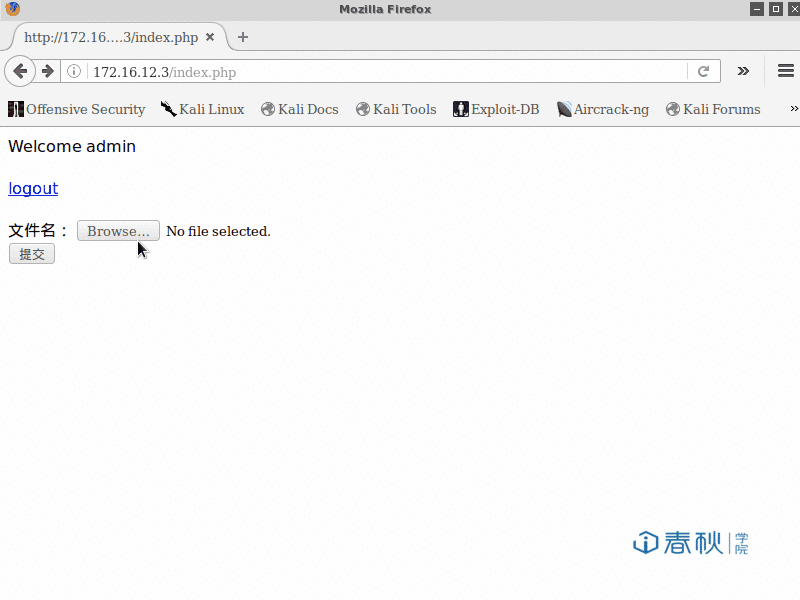 Mozilla Firefox
http://172.16....3/index.php
172.16.12.3/index.php
Offensive Security Kali Linux Kali Docs Kali Tools Exploit-DB Aircrack-ng Kali Forums
Welcome admin
logout
文件名： Browse... No file selected.
提交
春秋学院